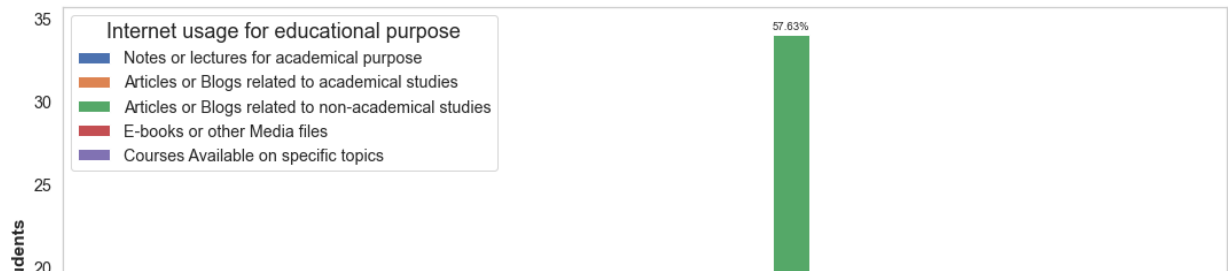 35
57.63%
Internet usage for educational purpose
Notes or lectures for academical purpose
Articles or Blogs related to academical studies
30
Articles or Blogs related to non-academical studies
E-books or other Media files
Courses Available on specific topics
25
20